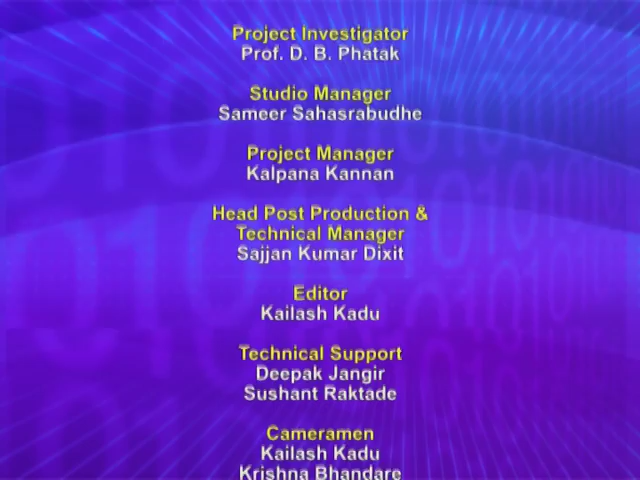 Project Investigator
Prof. D. B. Phatak
Studio Manager
Sameer Sahasrabudhe
Project Manager
Kalpana Kannan
Head Post Production &
Technical Manager
Sajjan Kumar Dixit
Editor
Kailash Kadu
Technical Support
Deepak Jangir
Sushant Raktade
Cameramen
Kailash Kadu
Krishna Bhandare